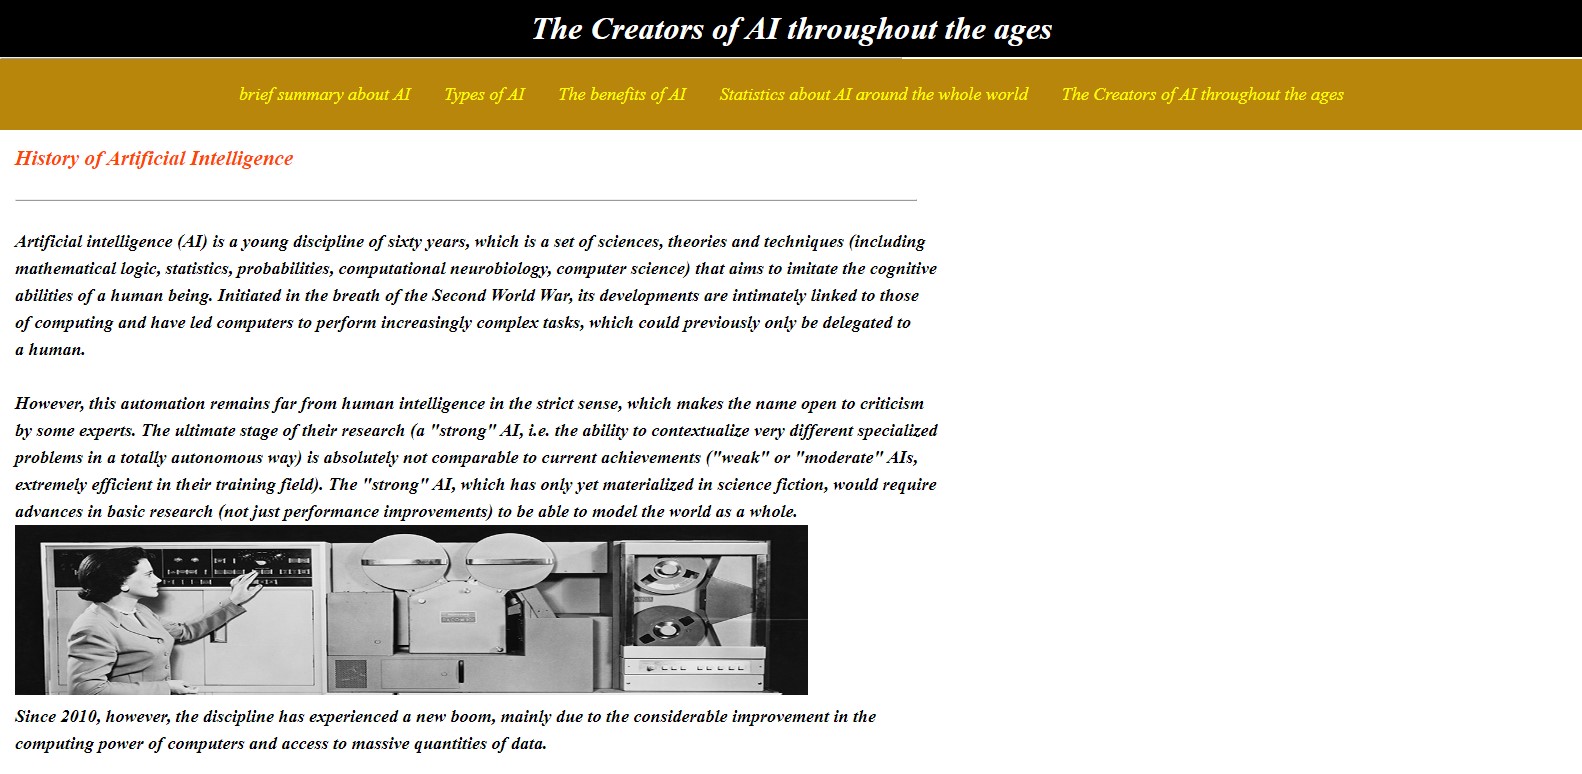 The Creators of AI throughout the ages
brief summary about AI Types of AI The benefits of AI Statistics about AI around the whole world The Creators of AI throughout the ages
History of Artificial Intelligence
Artificial intelligence (AI) is a young discipline of sixty years, which is a set of sciences, theories and techniques (including
mathematical logic, statistics, probabilities, computational neurobiology, computer science) that aims to imitate the cognitive
abilities of a human being. Initiated in the breath of the Second World War, its developments are intimately linked to those
of computing and have led computers to perform increasingly complex tasks, which could previously only be delegated to
a human.
However, this automation remains far from human intelligence in the strict sense, which makes the name open to criticism
by some experts. The ultimate stage of their research (a "strong" AI, i.e. the ability to contextualize very different specialized
problems in a totally autonomous way) is absolutely not comparable to current achievements ("weak" or "moderate" AIs,
extremely efficient in their training field). The "strong" AI, which has only yet materialized in science fiction, would require
advances in basic research (not just performance improvements) to be able to model the world as a whole.
Since 2010, however, the discipline has experienced a new boom, mainly due to the considerable improvement in the
computing power of computers and access to massive quantities of data.